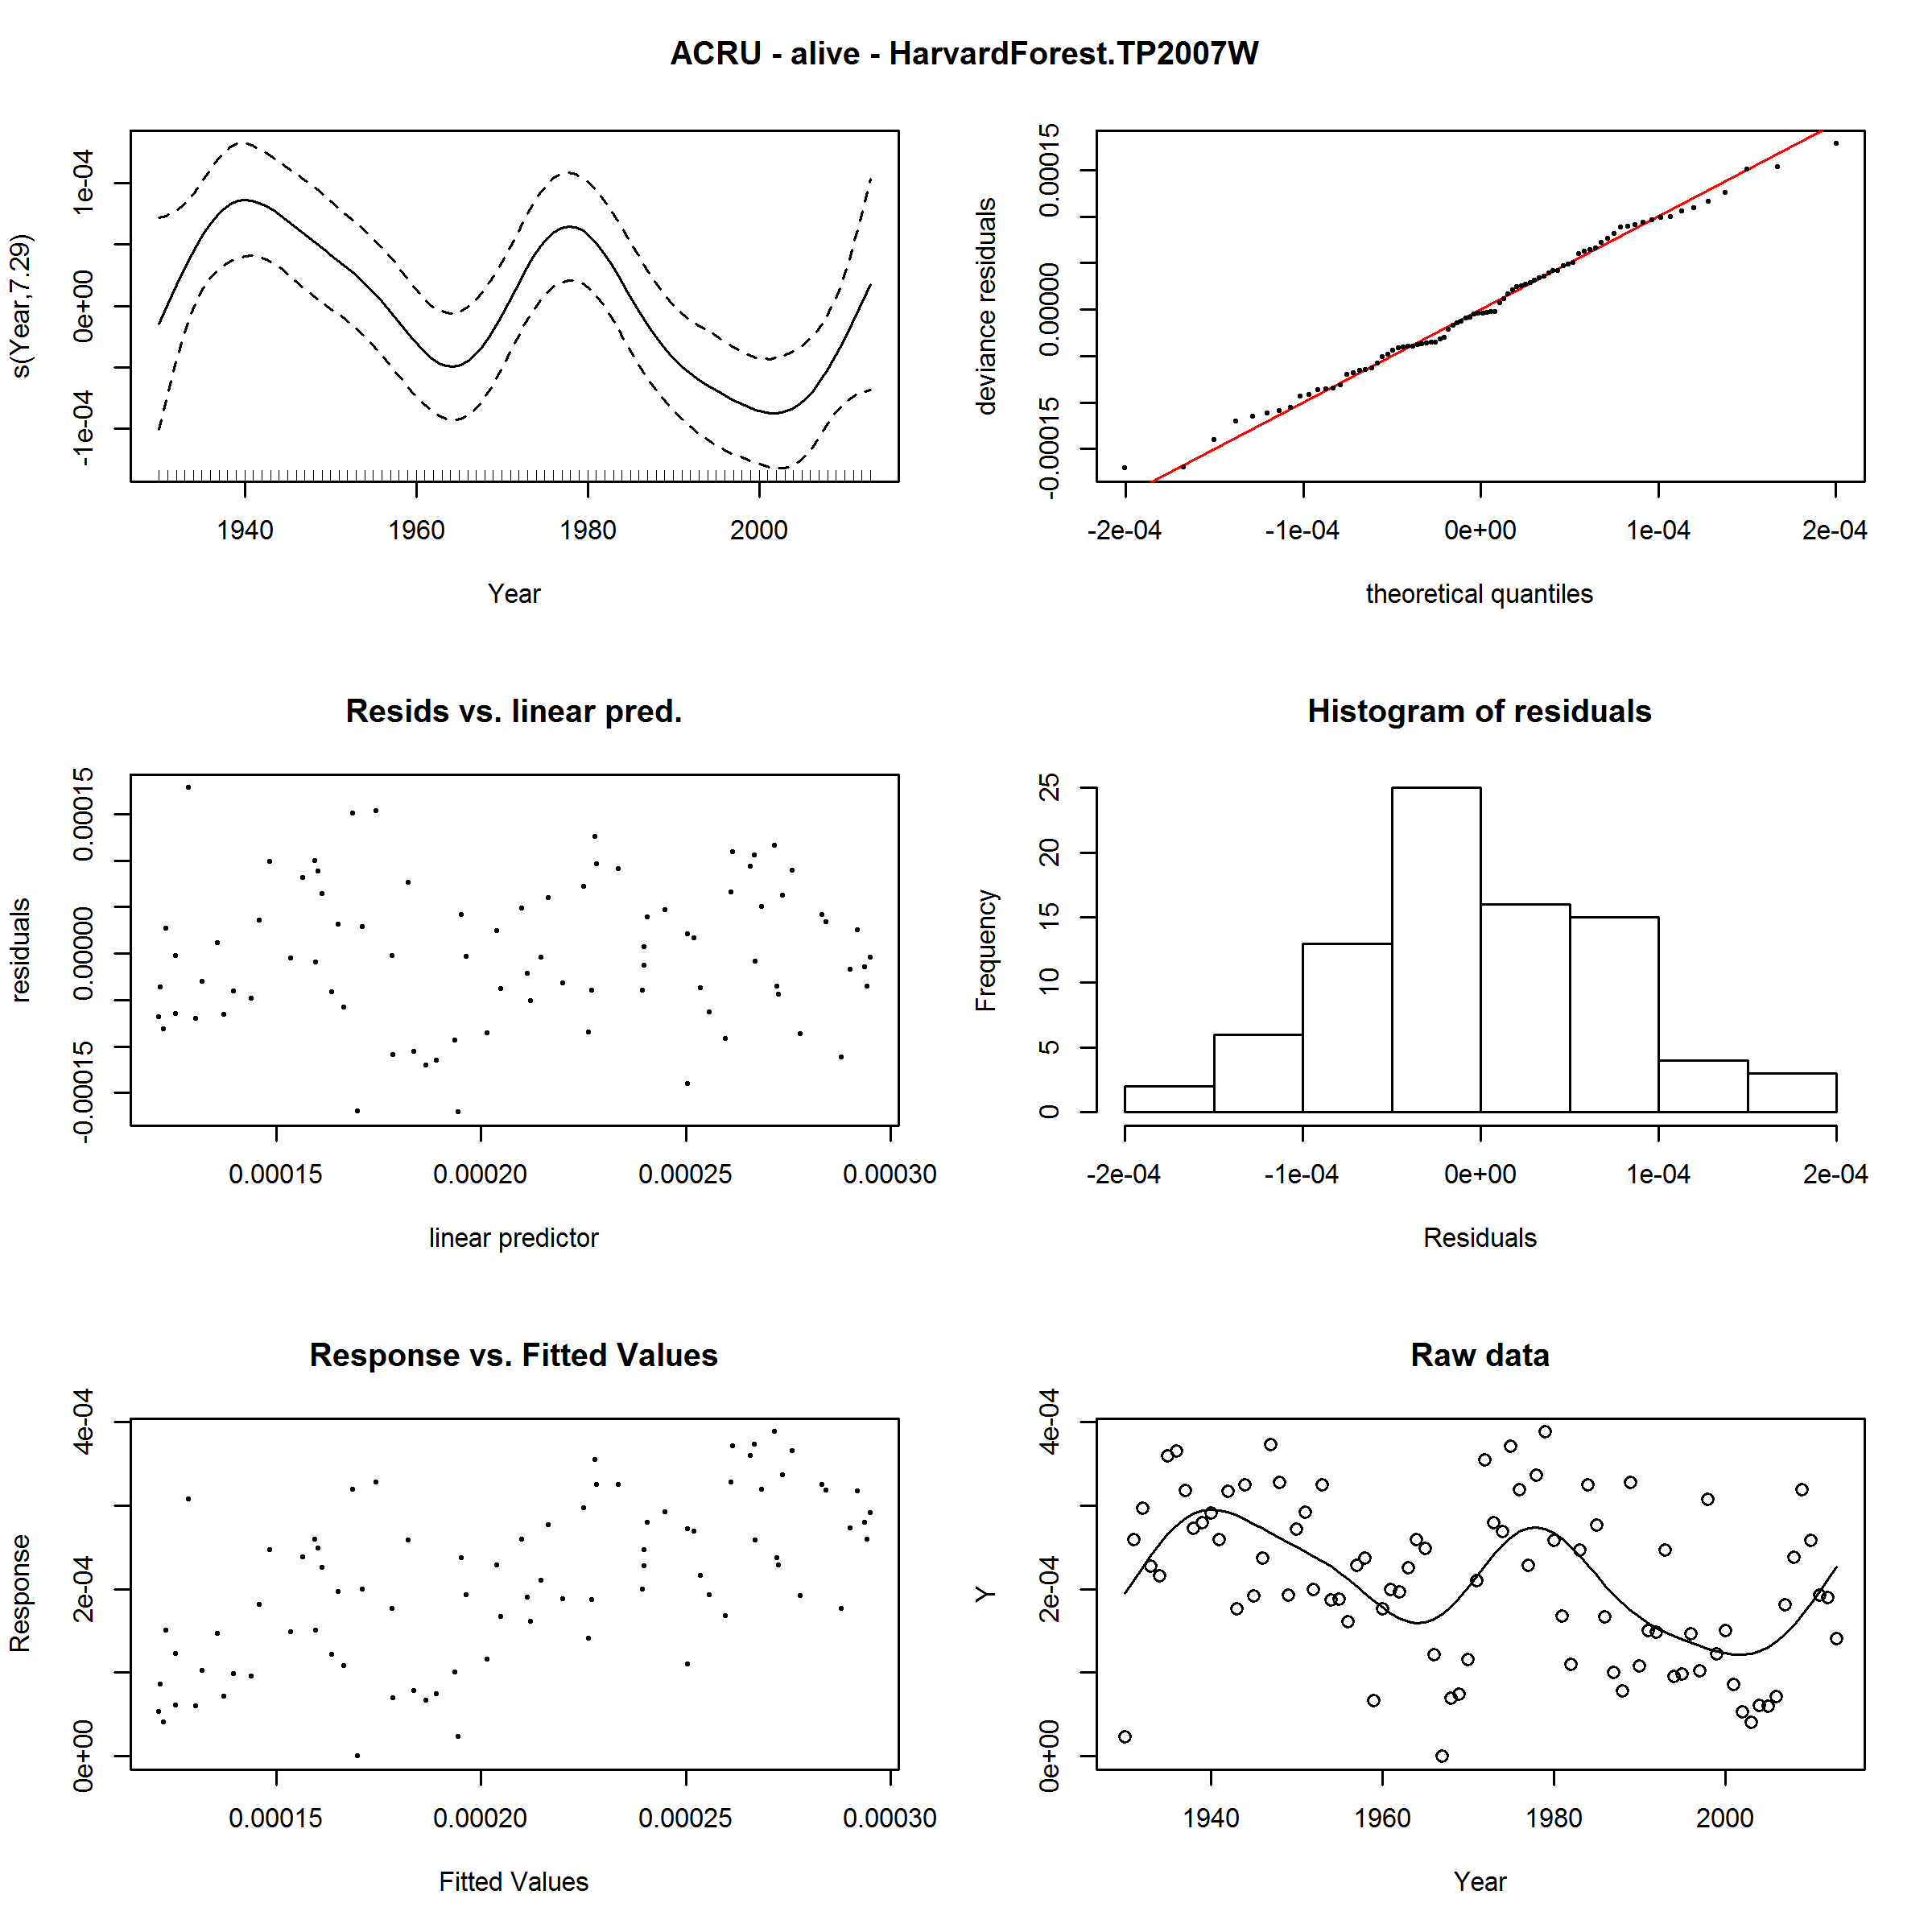 ACRU - alive - HarvardForest.TP2007W
s(Year,7.29)
1e-04
0e+00
-1e-04
1940 1960 1980 2000
Year
deviance residuals
0.00015
0.00000
-0.00015
-2e-04 -1e-04 0e+00 1e-04 2e-04
theoretical quantiles
Resids vs. linear pred.
residuals
0.00015
0.00000
-0.00015
0.00015 0.00020 0.00025 0.00030
linear predictor
Histogram of residuals
Frequency
25
20
15
10
5
0
-2e-04 -1e-04 0e+00 1e-04 2e-04
Residuals
Response vs. Fitted Values
Response
4e-04
2e-04
0e+00
0.00015 0.00020 0.00025 0.00030
Fitted Values
Raw data
Y
4e-04
2e-04
0e+00
1940 1960 1980 2000
Year